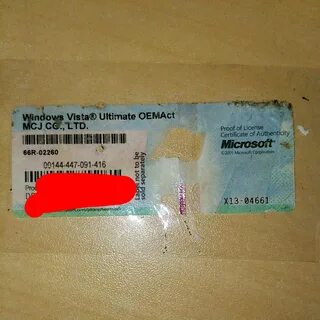 Windows Vista® Ultimate OEMAct
MCJ CO., LTD.
66R-02260
00144-447-091-416
Label not to be
sold separately
Proof of License
Certificate of Authenticity
Microsoft
Microsoft Corporation
X13-04661